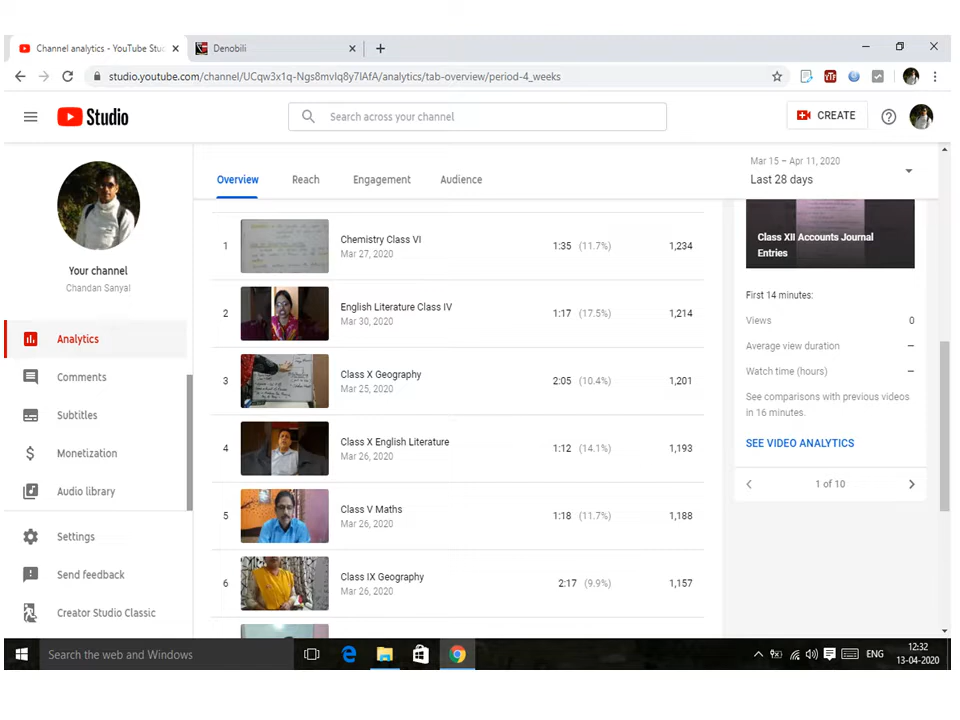 Channel analytics - YouTube Stu
Denobili
studio.youtube.com/channel/UCqw3x1q-Ngs8mvIq8y7IAfA/analytics/tab-overview/period-4_weeks
Studio
Search across your channel
CREATE
Your channel
Chandan Sanyal
Analytics
Comments
Subtitles
Monetization
Audio library
Settings
Send feedback
Creator Studio Classic
Overview Reach Engagement Audience
Mar 15 – Apr 11, 2020
Last 28 days
1 Chemistry Class VI 1:35 (11.7%) 1,234
Mar 27, 2020
2 English Literature Class IV 1:17 (17.5%) 1,214
Mar 30, 2020
3 Class X Geography 2:05 (10.4%) 1,201
Mar 25, 2020
4 Class X English Literature 1:12 (14.1%) 1,193
Mar 26, 2020
5 Class V Maths 1:18 (11.7%) 1,188
Mar 26, 2020
6 Class IX Geography 2:17 (9.9%) 1,157
Mar 26, 2020
Class XII Accounts Journal
Entries
First 14 minutes:
Views 0
Average view duration –
Watch time (hours) –
See comparisons with previous videos
in 16 minutes.
SEE VIDEO ANALYTICS
1 of 10
Search the web and Windows
ENG
12:32
13-04-2020